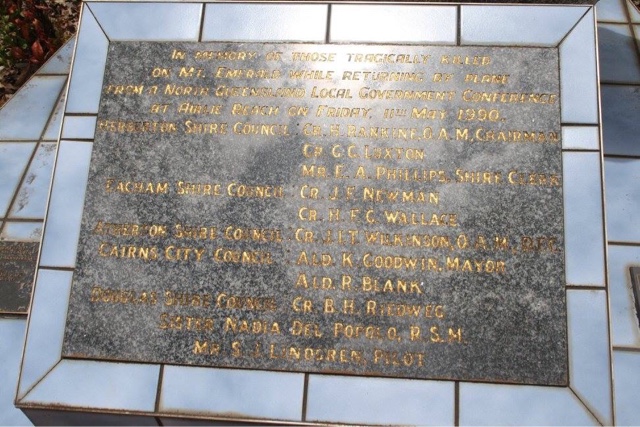 IN MEMORY OF THOSE TRAGICALLY KILLED
ON MT. EMERALD WHILE RETURNING BY PLANE
FROM A NORTH QUEENSLAND LOCAL GOVERNMENT CONFERENCE
AT AIRLIE BEACH ON FRIDAY, 11TH MAY 1990.
HERBERTON SHIRE COUNCIL: CR. H. RANKINE, O.A.M, CHAIRMAN
CR. G.G. LUXTON
MR. E. A. PHILLIPS, SHIRE CLERK
EACHAM SHIRE COUNCIL CR. J. F. NEWMAN
CR. H. F. G. WALLACE
ATHERTON SHIRE COUNCIL CR. J.I.T. WILKINSON, O.A.M.,
CAIRNS CITY COUNCIL ALD. K. GOODWIN, MAYOR
ALD. R. BLANK
DOUGLAS SHIRE COUNCIL CR. B. H. RIEDWEG
SISTER NADIA DEL POPOLO, R.S.M.
MR. S. J. LINDGREN, PILOT